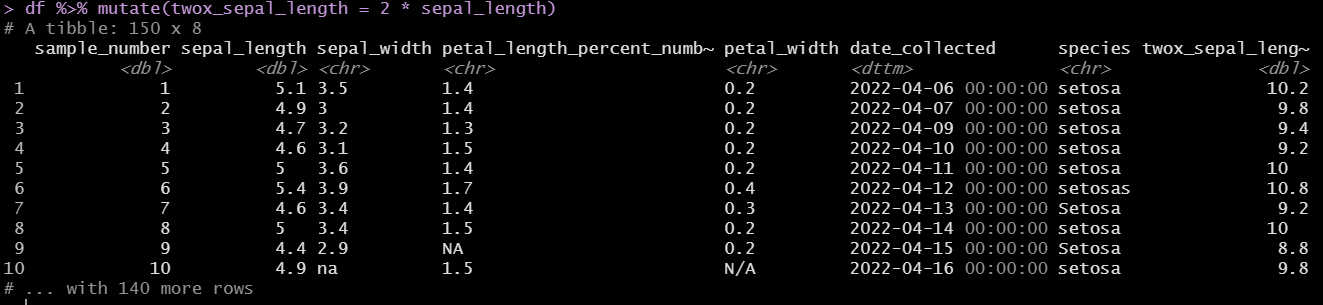 > df %>% mutate(twox_sepal_length = 2 * sepal_length)
# A tibble: 150 x 8
sample_number sepal_length sepal_width petal_length_percent_numb~ petal_width date_collected species twox_sepal_leng~
<dbl> <dbl> <chr> <chr> <chr> <dttm> <chr> <dbl>
1 1 5.1 3.5 1.4 0.2 2022-04-06 00:00:00 setosa 10.2
2 2 4.9 3 1.4 0.2 2022-04-07 00:00:00 setosa 9.8
3 3 4.7 3.2 1.3 0.2 2022-04-09 00:00:00 setosa 9.4
4 4 4.6 3.1 1.5 0.2 2022-04-10 00:00:00 setosa 9.2
5 5 5 3.6 1.4 0.2 2022-04-11 00:00:00 setosa 10
6 6 5.4 3.9 1.7 0.4 2022-04-12 00:00:00 setosas 10.8
7 7 4.6 3.4 1.4 0.3 2022-04-13 00:00:00 Setosa 9.2
8 8 5 3.4 1.5 0.2 2022-04-14 00:00:00 Setosa 10
9 9 4.4 2.9 NA 0.2 2022-04-15 00:00:00 Setosa 8.8
10 10 4.9 na 1.5 N/A 2022-04-16 00:00:00 Setosa 9.8
# ... with 140 more rows